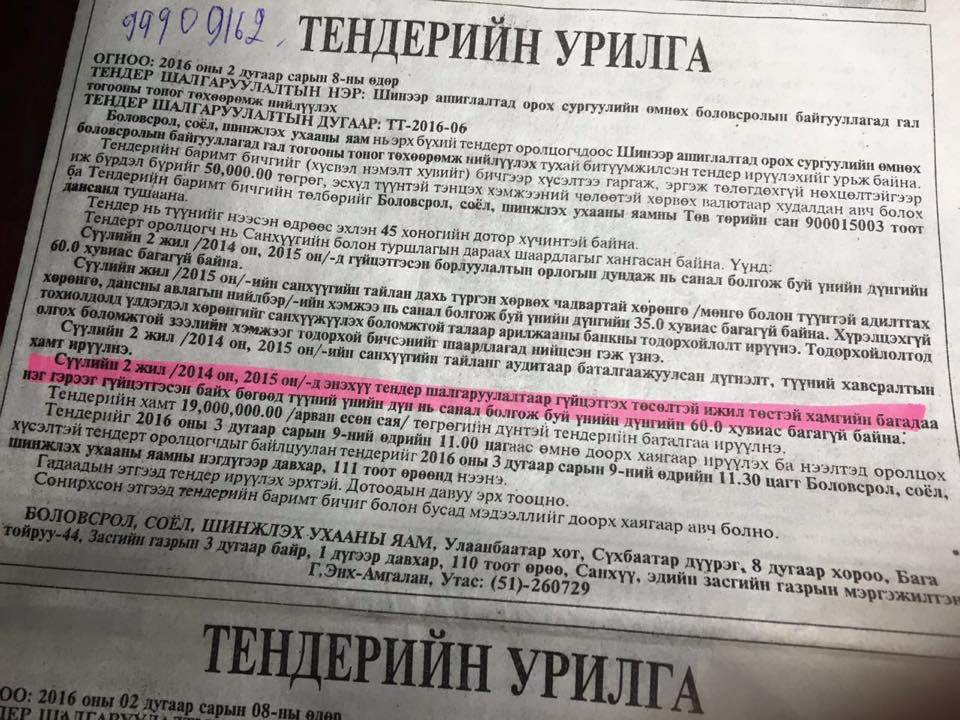 99909162
ТЕНДЕРИЙН УРИЛГА
ОГНОО: 2016 оны 2 дугаар сарын 8-ны өдөр
ТЕНДЕР ШАЛГАРУУЛАЛТЫН НЭР: Шинээр ашиглалтад орох сургуулийн өмнөх боловсролын байгууллагад гал
тогооны тоног төхөөрөмж нийлүүлэх
ТЕНДЕР ШАЛГАРУУЛАЛТЫН ДУГААР: ТТ-2016-06
Боловсрол, соёл, шинжлэх ухааны яам нь эрх бүхий тендерт оролцогчдоос Шинээр ашиглалтад орох сургуулийн өмнөх
боловсролын байгууллагад гал тогооны тоног төхөөрөмж нийлүүлэх тухай битүүмжилсэн тендер ирүүлэхийг урьж байна.
Тендерийн баримт бичгийг (хүсвэл нэмэлт хувийг) бичгээр хүсэлтээ гаргаж, эргэж төлөгдөхгүй нөхцөлтэйгээр
иж бүрдэл бүрийг 50,000.00 төгрөг, эсхүл түүнтэй тэнцэх хэмжээний чөлөөтэй хөрвөх валютаар худалдан авч болох
ба Тендерийн баримт бичгийн төлбөрийг Боловсрол, соёл, шинжлэх ухааны яамны Төв төрийн сан 900015003 тоот
дансанд тушаана.
Тендер нь түүнийг нээсэн өдрөөс эхлэн 45 хоногийн дотор хүчинтэй байна.
Тендерт оролцогч нь Санхүүгийн болон туршлагын дараах шаардлагыг хангасан байна. Үүнд:
Сүүлийн 2 жил /2014 он, 2015 он/-д гүйцэтгэсэн борлуулалтын орлогын дундаж нь санал болгож буй үнийн дүнгийн
60.0 хувиас багагүй байна.
Сүүлийн жил /2015 он/-ийн санхүүгийн тайлан дахь түргэн хөрвөх чадвартай хөрөнгө /мөнгө болон түүнтэй адилтгах
хөрөнгө, дансны авлагын нийлбэр/-ийн хэмжээ нь санал болгож буй үнийн дүнгийн 35.0 хувиас багагүй байна. Хүрэлцэхгүй
тохиолдолд үлдэгдэл хөрөнгийг санхүүжүүлэх боломжтой талаар арилжааны банкны тодорхойлолт ирүүнэ. Тодорхойлолтод
олгох боломжтой зээлийн хэмжээг тодорхой бичсэнийг шаардлагад нийцсэн гэж үзнэ.
Сүүлийн 2 жил /2014 он, 2015 он/-ийн санхүүгийн тайланг аудитаар баталгаажуулсан дүгнэлт, түүний хавсралтын
хамт ирүүлнэ.
Сүүлийн 2 жил /2014 он, 2015 он/-д энэхүү тендер шалгаруулалтаар гүйцэтгэх төсөлтэй ижил төстэй хамгийн багадаа
нэг гэрээг гүйцэтгэсэн байх бөгөөд түүний үнийн дүн нь санал болгож буй үнийн дүнгийн 60.0 хувиас багагүй байна.
Тендерийн хамт 19,000,000.00 /арван есөн сая/ төгрөгийн дүнтэй тендерийн баталгаа ирүүлнэ.
Тендерийг 2016 оны 3 дугаар сарын 9-ний өдрийн 11.00 цагаас өмнө доорх хаягаар ирүүлэх ба нээлтэд оролцох
хүсэлтэй тендерт оролцогчдыг байлцуулан тендерийг 2016 оны 3 дугаар сарын 9-ний өдрийн 11.30 цагт Боловсрол, соёл,
шинжлэх ухааны яамны нэгдүгээр давхар, 111 тоот өрөөнд нээнэ.
Гадаадын этгээд тендер ирүүлэх эрхтэй. Дотоодын давуу эрх тооцно.
Сонирхсон этгээд тендерийн баримт бичиг болон бусад мэдээллийг доорх хаягаар авч болно.
БОЛОВСРОЛ, СОЁЛ, ШИНЖЛЭХ УХААНЫ ЯАМ, Улаанбаатар хот, Сүхбаатар дүүрэг, 8 дугаар хороо, Бага
тойруу-44, Засгийн газрын 3 дугаар байр, 1 дүгээр давхар, 110 тоот өрөө, Санхүү, эдийн засгийн газрын мэргэжилтэн
Г.Энх-Амгалан, Утас: (51)-260729
ТЕНДЕРИЙН УРИЛГА
НОО: 2016 оны 02 дугаар сарын 08-ны өдөр